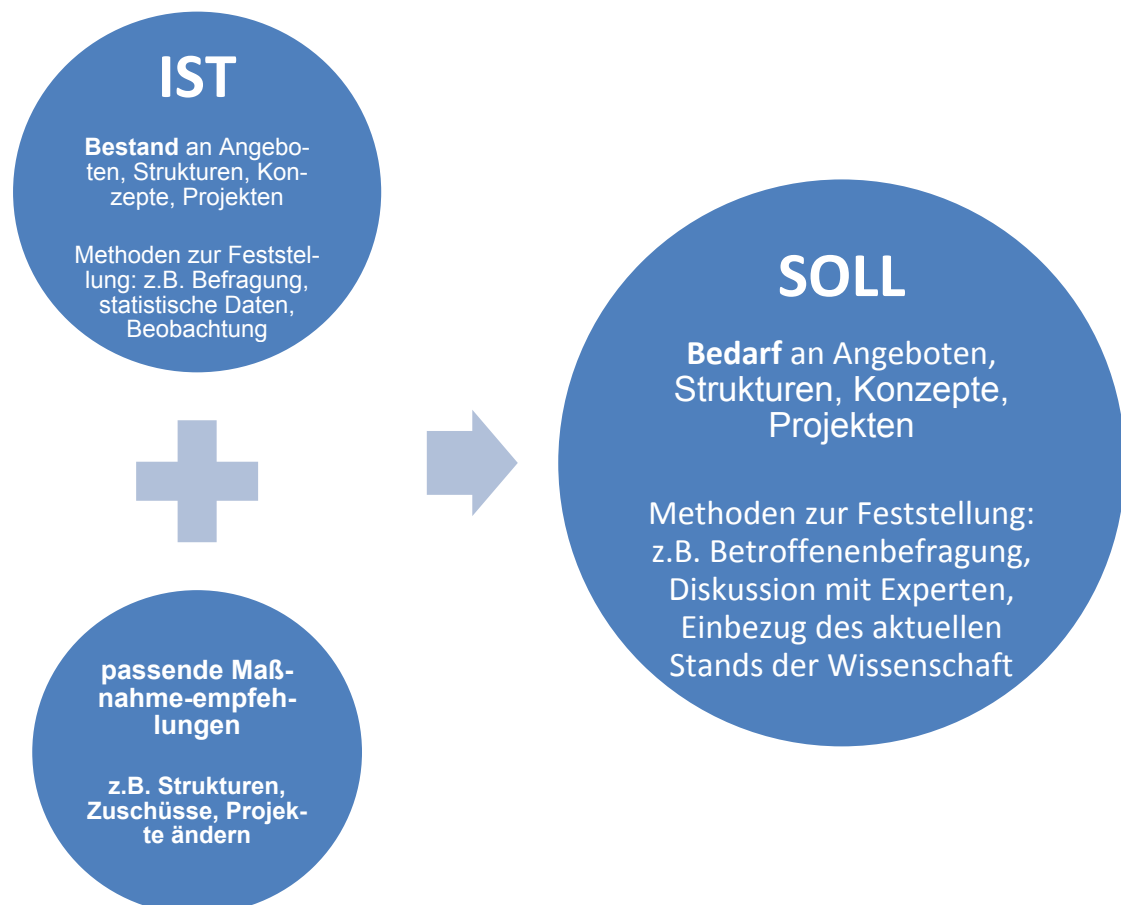 IST
Bestand an Angebo-
ten, Strukturen, Kon-
zepte, Projekten
Methoden zur Feststel-
lung: z.B. Befragung,
statistische Daten,
Beobachtung
passende Maß-
nahme-empfeh-
lungen
z.B. Strukturen,
Zuschüsse, Projek-
te ändern
SOLL
Bedarf an Angeboten,
Strukturen, Konzepte,
Projekten
Methoden zur Feststellung:
z.B. Betroffenenbefragung,
Diskussion mit Experten,
Einbezug des aktuellen
Stands der Wissenschaft